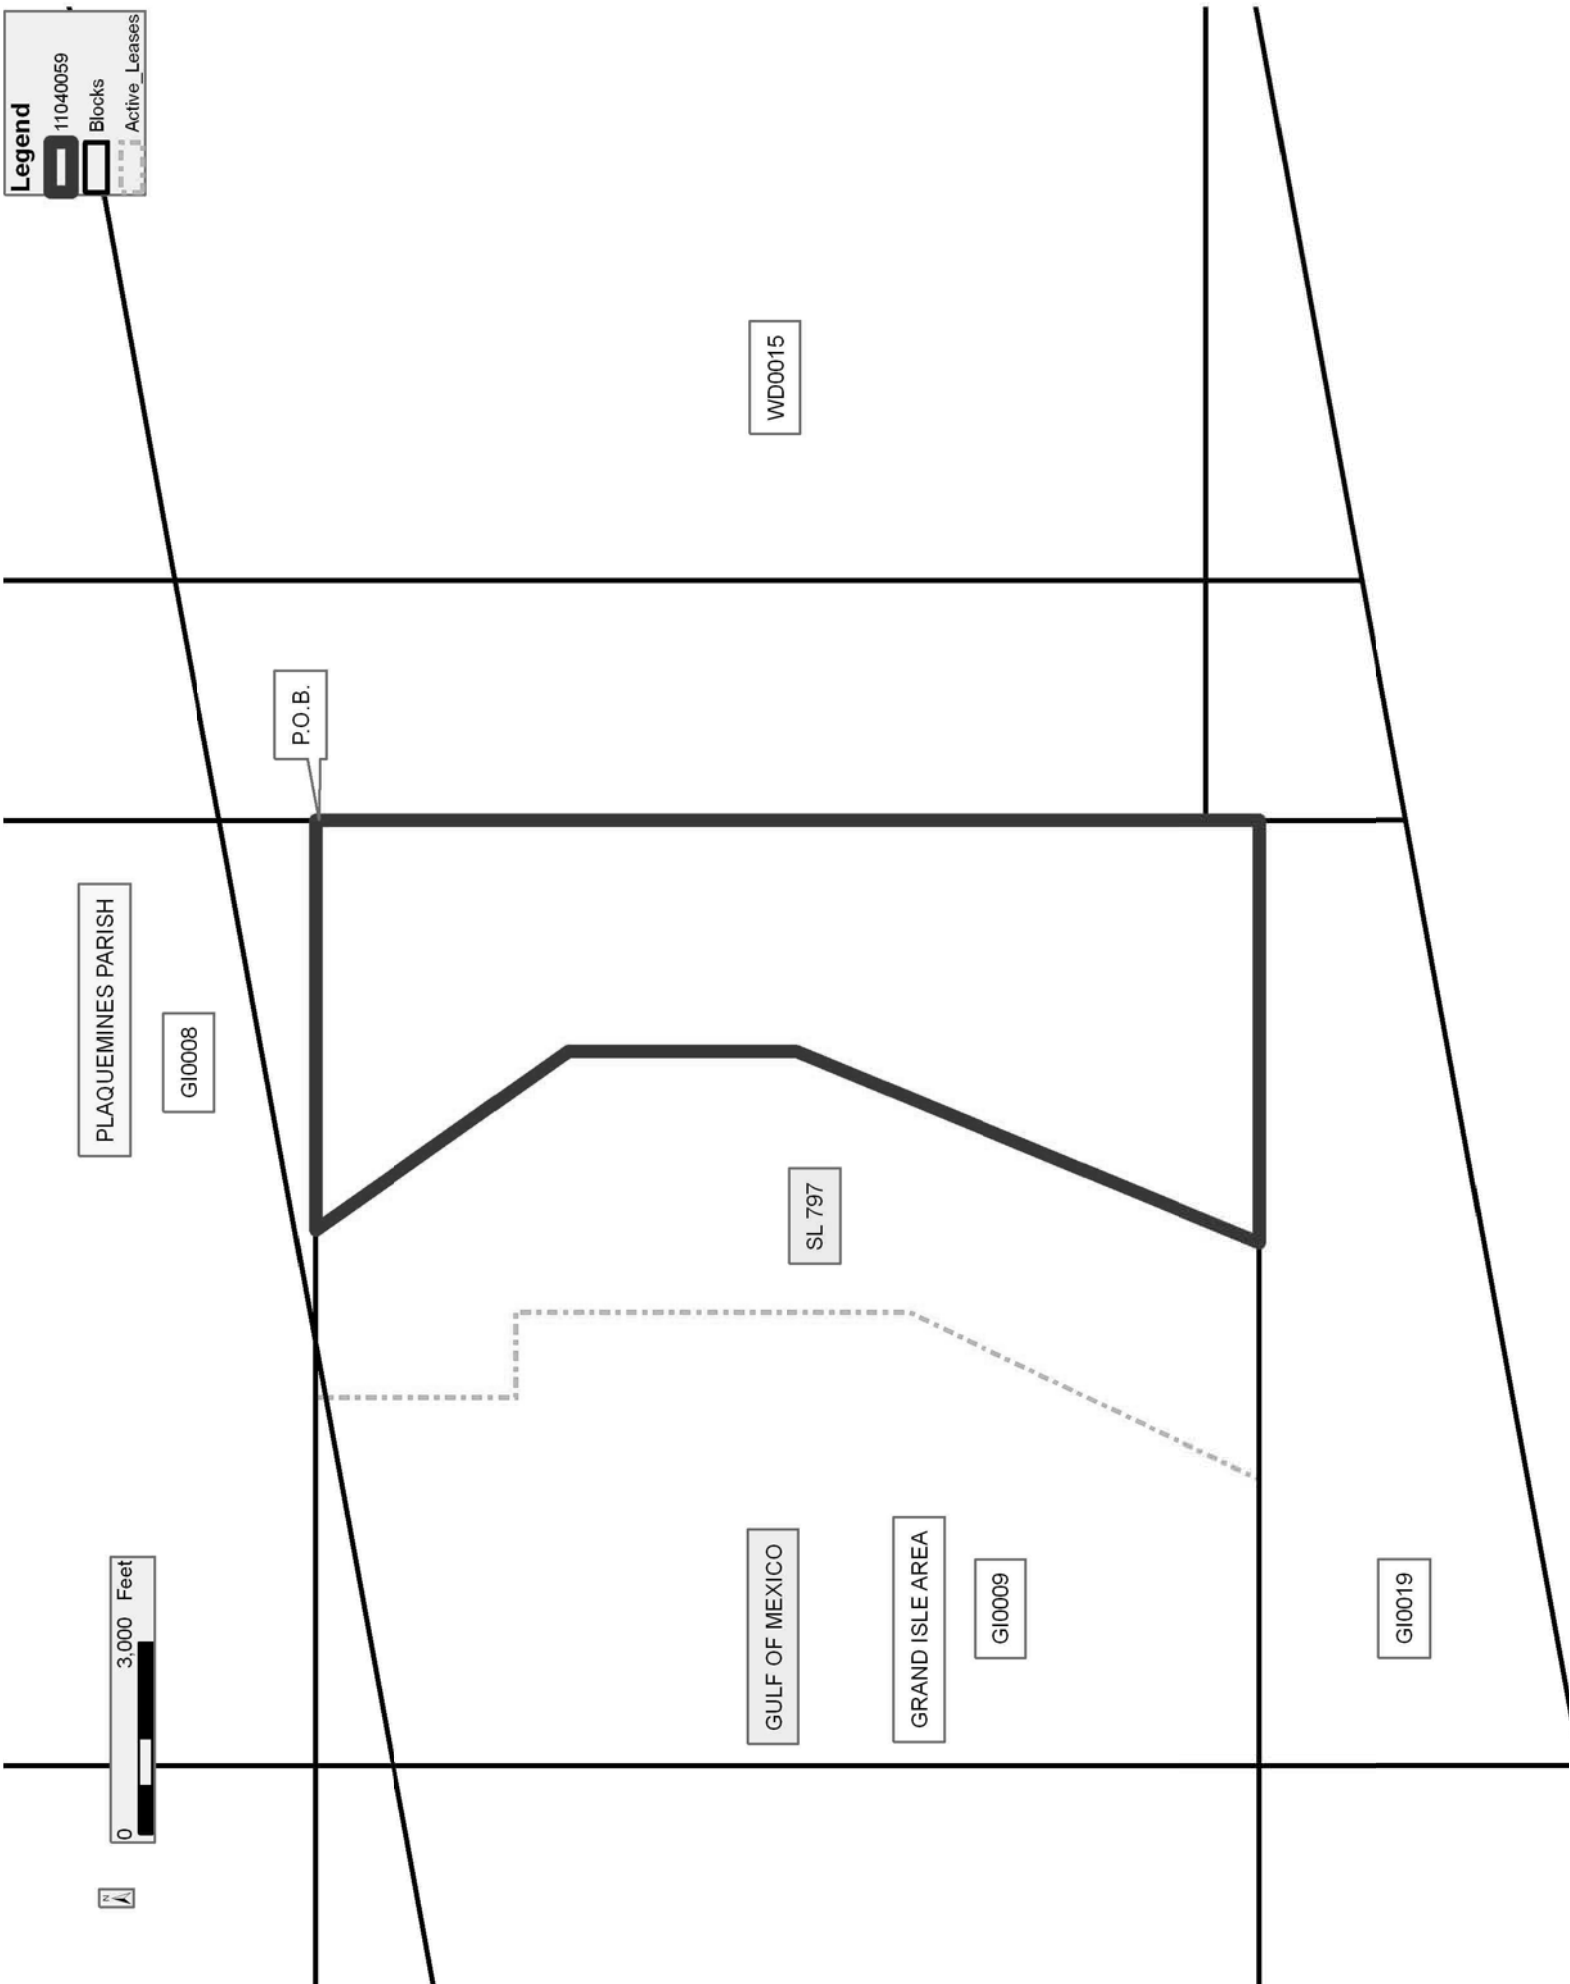 Legend
11040059
Blocks
Active_Leases
WD0015
P.O.B.
PLAQUEMINES PARISH
GI0008
SL 797
GULF OF MEXICO
GRAND ISLE AREA
GI0009
GI0019
0 3,000 Feet
N